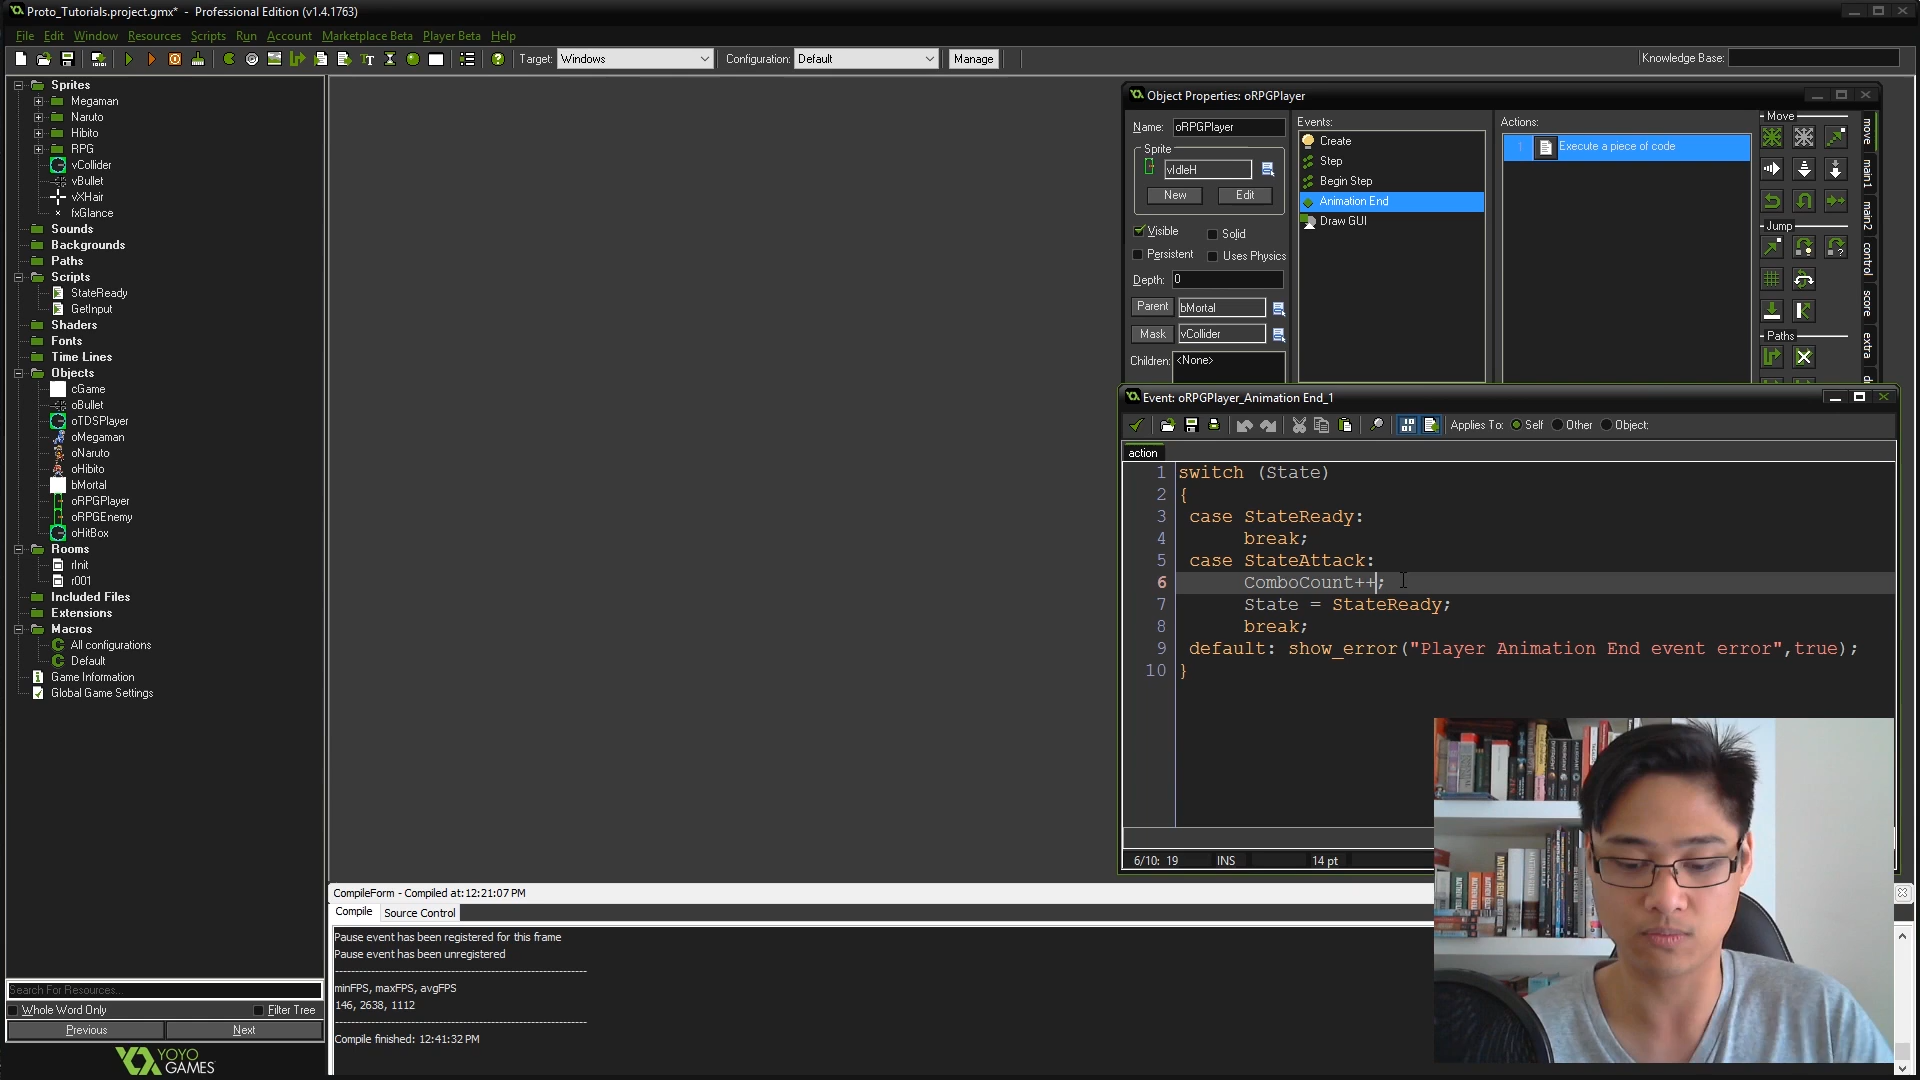 Proto_Tutorials.project.gmx* - Professional Edition (v1.4.1763)
File Edit Window Resources Scripts Run Account Marketplace Beta Player Beta Help
Target: Windows Configuration: Default Manage Knowledge Base:
Sprites
Megaman
Naruto
Hibito
RPG
vCollider
vBullet
vXHair
fxGlance
Sounds
Backgrounds
Paths
Scripts
StateReady
GetInput
Shaders
Fonts
Time Lines
Objects
cGame
oBullet
oTDSPlayer
oMegaman
oNaruto
oHibito
bMortal
oRPGPlayer
oRPGEnemy
oHitBox
Rooms
rInit
r001
Included Files
Extensions
Macros
All configurations
Default
Game Information
Global Game Settings
Search For Resources...
Whole Word Only Filter Tree
Previous Next
YOYO
GAMES
Object Properties: oRPGPlayer
Name: oRPGPlayer
Sprite
vIdleH
New Edit
Visible Solid
Persistent Uses Physics
Depth: 0
Parent bMortal
Mask vCollider
Children: <None>
Events:
Create
Step
Begin Step
Animation End
Draw GUI
Actions:
1 Execute a piece of code
Move
Jump
Paths
move
main1
main2
control
score
extra
Event: oRPGPlayer_Animation End_1
Applies To: Self Other Object:
action
1 switch (State)
2 {
3 case StateReady:
4 break;
5 case StateAttack:
6 ComboCount++;
7 State = StateReady;
8 break;
9 default: show_error("Player Animation End event error",true);
10 }
6/10: 19 INS 14 pt
CompileForm - Compiled at:12:21:07 PM
Compile Source Control
Pause event has been registered for this frame
Pause event has been unregistered
minFPS, maxFPS, avgFPS
146, 2638, 1112
Compile finished: 12:41:32 PM